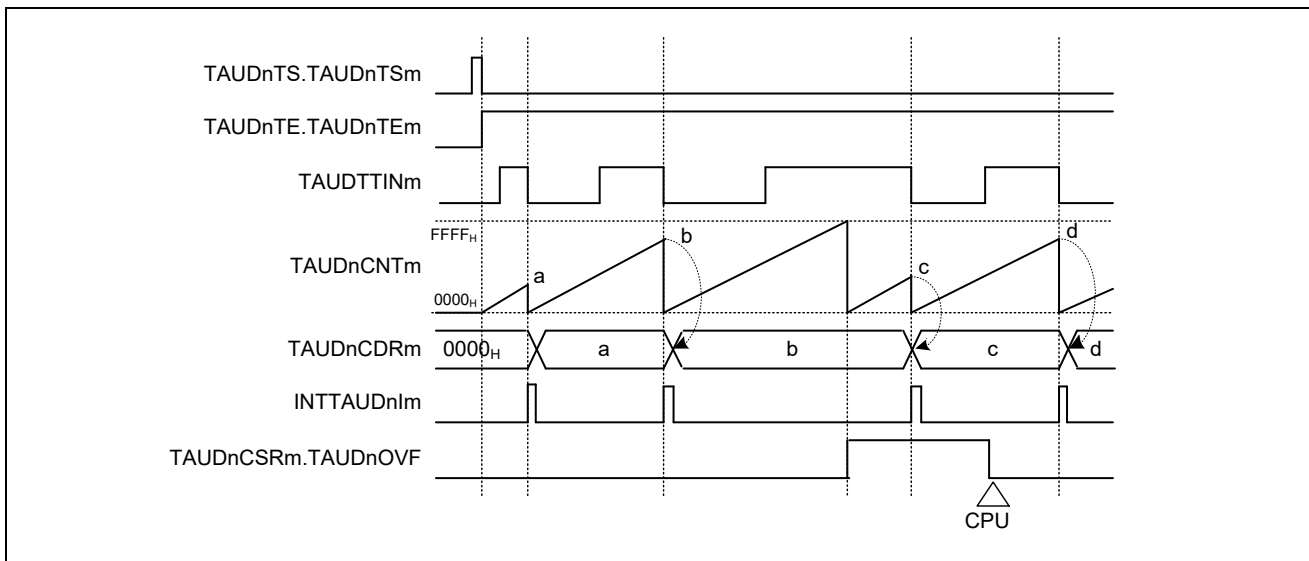 TAUDnTS.TAUDnTSm
TAUDnTE.TAUDnTEm
TAUDTTINm
FFFFH
TAUDnCNTm
0000H
a
b
c
d
TAUDnCDRm
0000H
a
b
c
d
INTTAUDnIm
TAUDnCSRm.TAUDnOVF
CPU